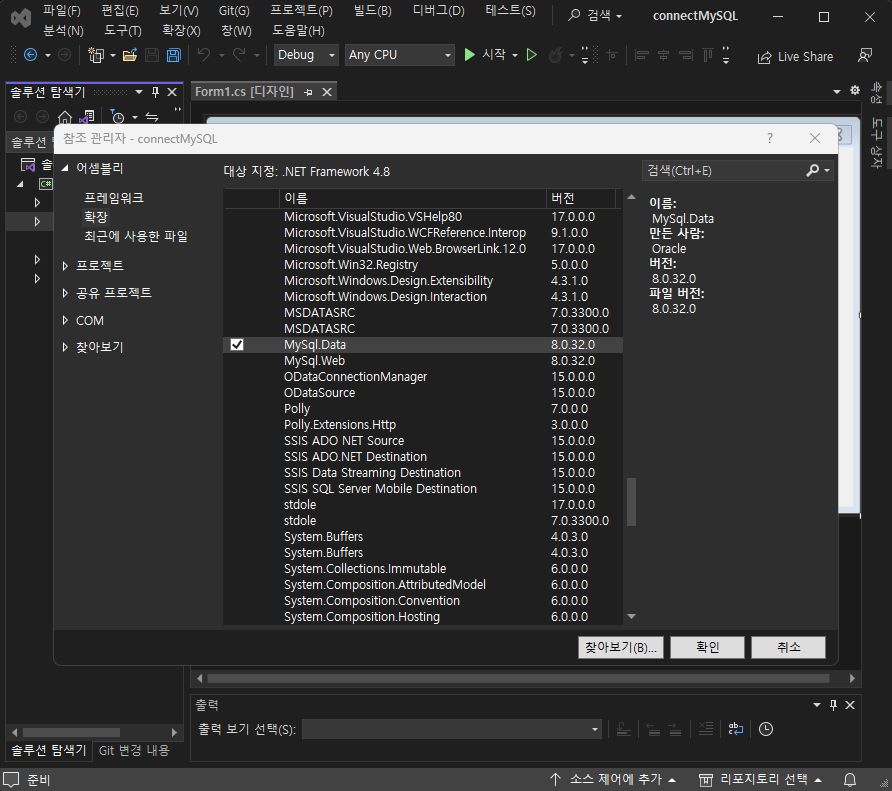 파일(F) 편집(E) 보기(V) Git(G) 프로젝트(P) 빌드(B) 디버그(D) 테스트(S) 검색 connectMySQL
분석(N) 도구(T) 확장(X) 창(W) 도움말(H)
Debug Any CPU 시작 Live Share
솔루션 탐색기
Form1.cs [디자인]
속성
도구 상자
솔루션
솔
C#
참조 관리자 - connectMySQL ?
어셈블리
프레임워크
확장
최근에 사용한 파일
프로젝트
공유 프로젝트
COM
찾아보기
대상 지정: .NET Framework 4.8
검색(Ctrl+E)
이름 버전
Microsoft.VisualStudio.VSHelp80 17.0.0.0
Microsoft.VisualStudio.WCFReference.Interop 9.1.0.0
Microsoft.VisualStudio.Web.BrowserLink.12.0 17.0.0.0
Microsoft.Win32.Registry 5.0.0.0
Microsoft.Windows.Design.Extensibility 4.3.1.0
Microsoft.Windows.Design.Interaction 4.3.1.0
MSDATASRC 7.0.3300.0
MSDATASRC 7.0.3300.0
MySql.Data 8.0.32.0
MySql.Web 8.0.32.0
ODataConnectionManager 15.0.0.0
ODataSource 15.0.0.0
Polly 7.0.0.0
Polly.Extensions.Http 3.0.0.0
SSIS ADO NET Source 15.0.0.0
SSIS ADO.NET Destination 15.0.0.0
SSIS Data Streaming Destination 15.0.0.0
SSIS SQL Server Mobile Destination 15.0.0.0
stdole 17.0.0.0
stdole 7.0.3300.0
System.Buffers 4.0.3.0
System.Buffers 4.0.3.0
System.Collections.Immutable 6.0.0.0
System.Composition.AttributedModel 6.0.0.0
System.Composition.Convention 6.0.0.0
System.Composition.Hosting 6.0.0.0
이름:
MySql.Data
만든 사람:
Oracle
버전:
8.0.32.0
파일 버전:
8.0.32.0
찾아보기(B)... 확인 취소
출력
출력 보기 선택(S):
솔루션 탐색기 Git 변경 내용
준비 소스 제어에 추가 리포지토리 선택